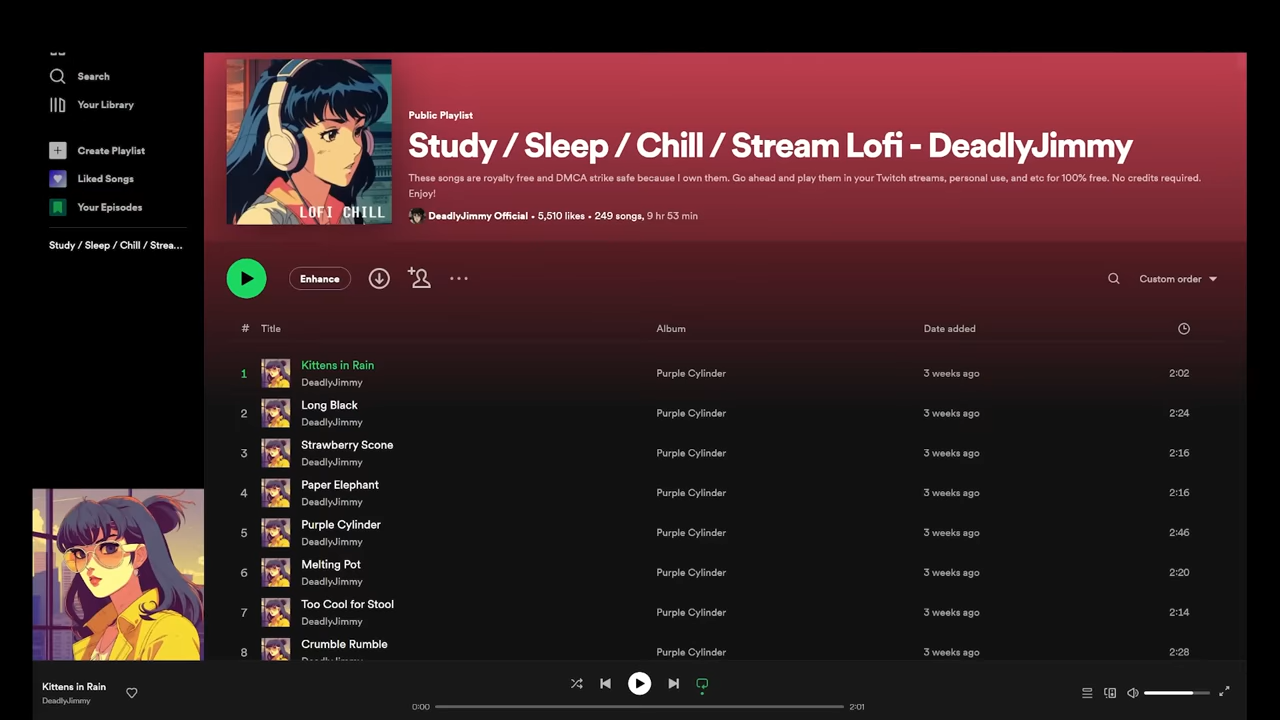 Search
Your Library
Create Playlist
Liked Songs
Your Episodes
Study / Sleep / Chill / Strea...
LOFI CHILL
Public Playlist
Study / Sleep / Chill / Stream Lofi - DeadlyJimmy
These songs are royalty free and DMCA strike safe because I own them. Go ahead and play them in your Twitch streams, personal use, and etc for 100% free. No credits required.
Enjoy!
DeadlyJimmy Official • 5,510 likes • 249 songs, 9 hr 53 min
Enhance
Custom order
# Title Album Date added
1 Kittens in Rain Purple Cylinder 3 weeks ago 2:02
DeadlyJimmy
2 Long Black Purple Cylinder 3 weeks ago 2:24
DeadlyJimmy
3 Strawberry Scone Purple Cylinder 3 weeks ago 2:16
DeadlyJimmy
4 Paper Elephant Purple Cylinder 3 weeks ago 2:16
DeadlyJimmy
5 Purple Cylinder Purple Cylinder 3 weeks ago 2:46
DeadlyJimmy
6 Melting Pot Purple Cylinder 3 weeks ago 2:20
DeadlyJimmy
7 Too Cool for Stool Purple Cylinder 3 weeks ago 2:14
DeadlyJimmy
8 Crumble Rumble Purple Cylinder 3 weeks ago 2:28
Kittens in Rain
DeadlyJimmy
0:00 2:01